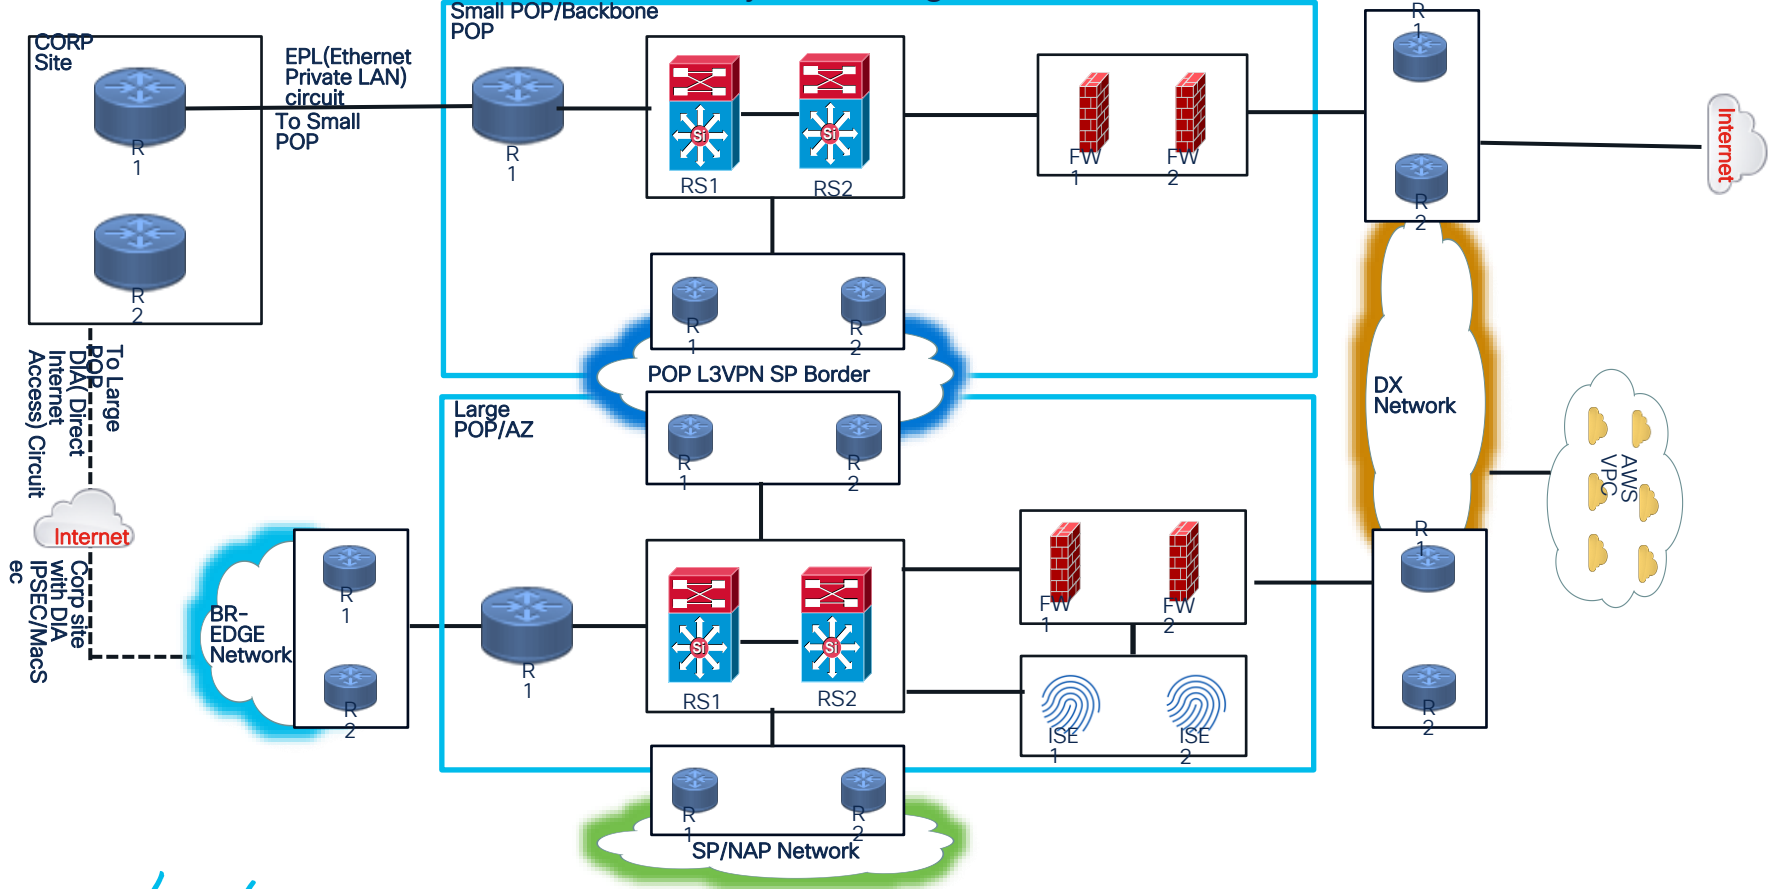 Small POP/Backbone
POP
CORP
Site
EPL(Ethernet
Private LAN)
circuit
To Small
POP
R
1
R
2
R
1
RS1
RS2
FW
1
FW
2
R
1
R
2
Internet
R
1
R
2
POP L3VPN SP Border
R
1
R
2
DX
Network
AWS
VPC
To Large
POP
DIA( Direct
Internet
Access) Circuit
Internet
Corp site
with DIA
IPSEC/MacS
ec
BR-
EDGE
Network
R
1
R
2
Large
POP/AZ
R
1
RS1
RS2
FW
1
FW
2
ISE
1
ISE
2
R
1
R
2
R
1
R
2
SP/NAP Network